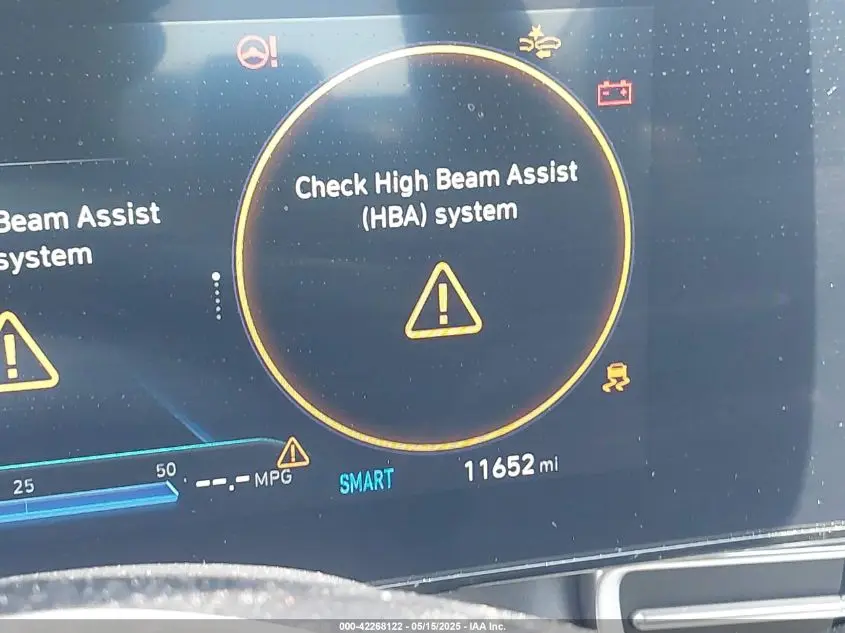 Check High Beam Assist
(HBA) system
Beam Assist
system
25
50
--.- MPG
SMART
11652 mi
000-42268122 - 05/15/2025 - IAA Inc.